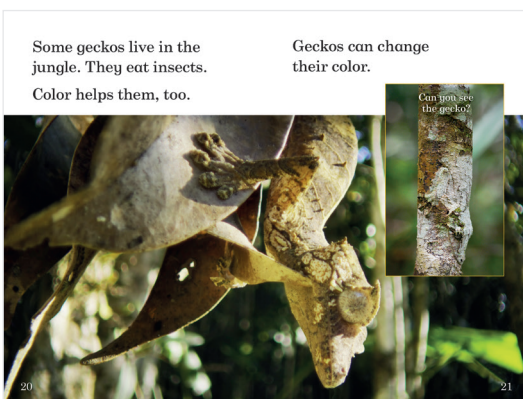 Some geckos live in the
jungle. They eat insects.
Color helps them, too.
Geckos can change
their color.
Can you see
the gecko?
20
21